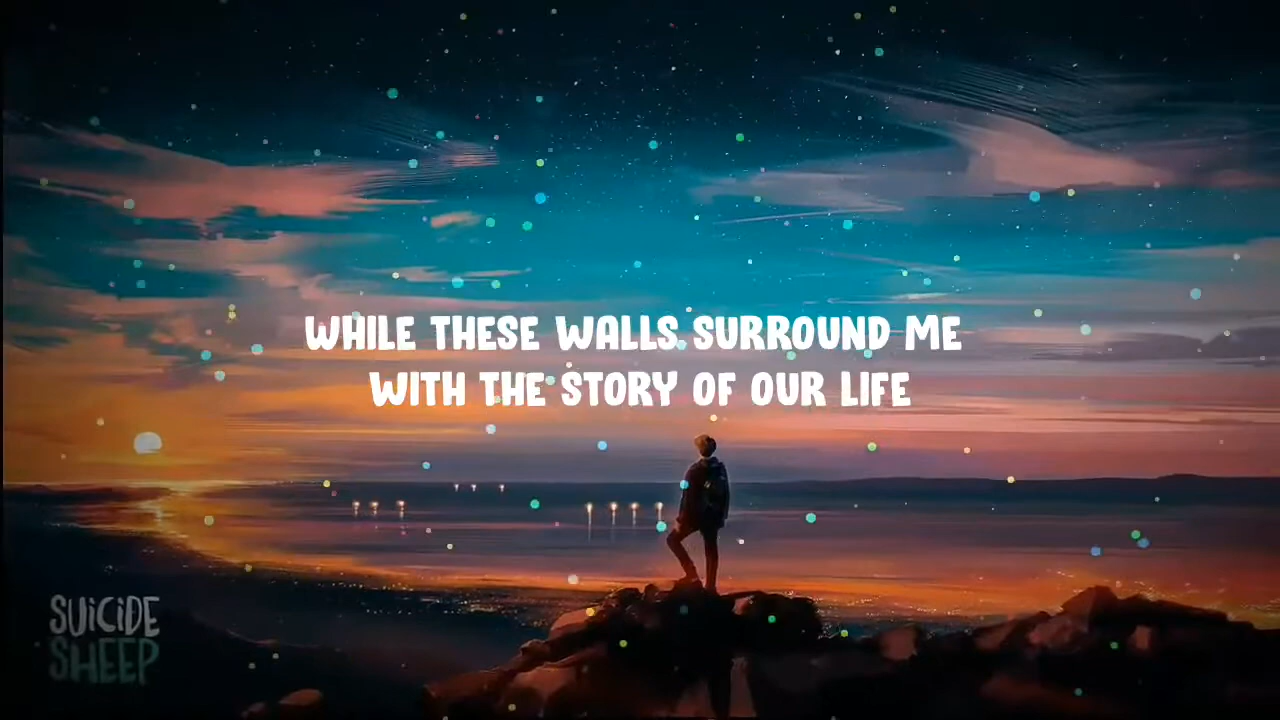 WHILE THESE WALLS SURROUND ME
WITH THE STORY OF OUR LIFE
SUiCiDE
SHEEP